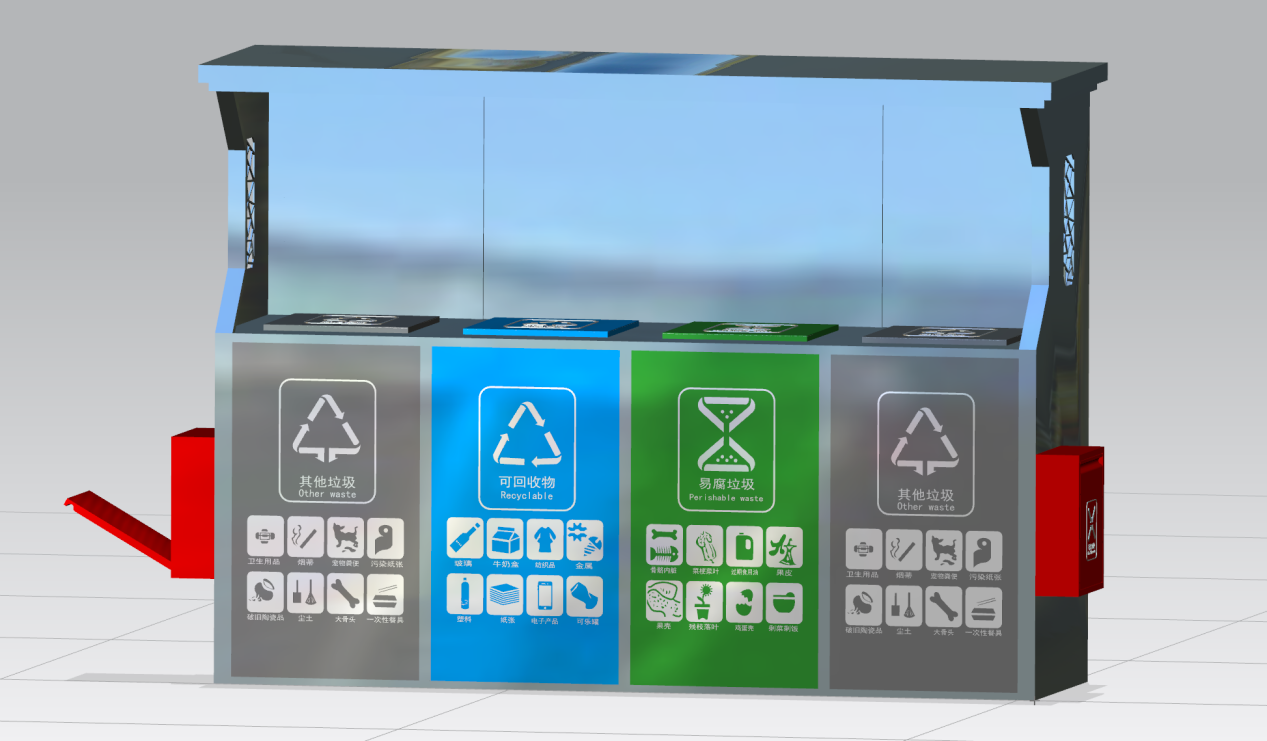 其他垃圾
Other waste
卫生用品
烟蒂
宠物粪便
污染纸张
破旧陶瓷品
尘土
大骨头
一次性餐具
可回收物
Recyclable
玻璃
牛奶盒
纺织品
金属
塑料
纸张
电子产品
可乐罐
易腐垃圾
Perishable waste
骨骼内脏
菜梗菜叶
过期食用油
果皮
果壳
残枝落叶
鸡蛋壳
剩菜剩饭
其他垃圾
Other waste
卫生用品
烟蒂
宠物粪便
污染纸张
破旧陶瓷品
尘土
大骨头
一次性餐具